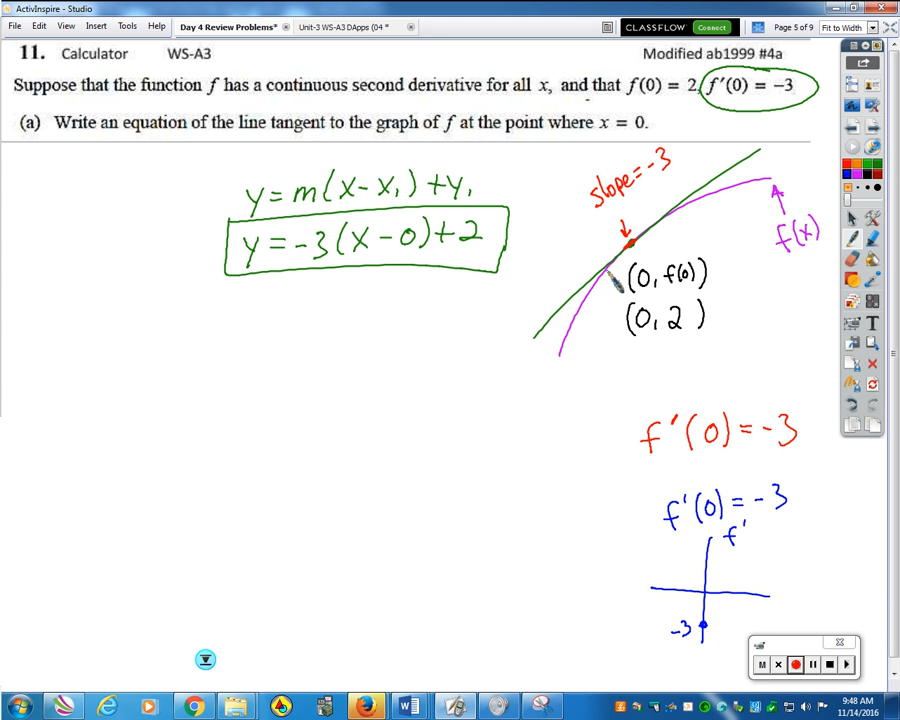 ActivInspire - Studio
File Edit View Insert Tools Help
Day 4 Review Problems*
Unit-3 WS-A3 DApps (04 *
CLASSFLOW
Connect
Page 5 of 9
Fit to Width
11. Calculator WS-A3 Modified ab1999 #4a
Suppose that the function f has a continuous second derivative for all x, and that f(0) = 2, f′(0) = −3
(a) Write an equation of the line tangent to the graph of f at the point where x = 0.
y = m(x - x₁) + y₁
y = -3(x - 0) + 2
slope = -3
f(x)
(0, f(0))
(0, 2)
f'(0) = -3
f'(0) = -3
f'
-3
M
W
9:48 AM
11/14/2016